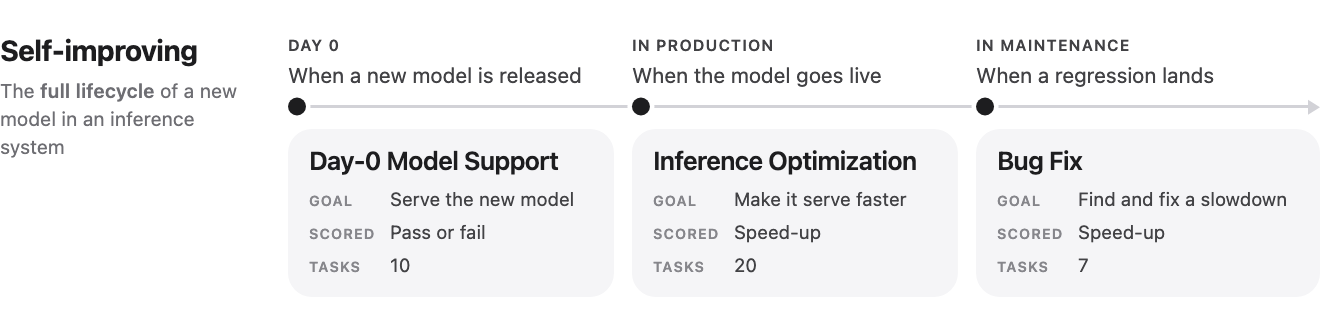 Self-improving
The full lifecycle of a new
model in an inference
system
DAY 0
When a new model is released
Day-0 Model Support
GOAL Serve the new model
SCORED Pass or fail
TASKS 10
IN PRODUCTION
When the model goes live
Inference Optimization
GOAL Make it serve faster
SCORED Speed-up
TASKS 20
IN MAINTENANCE
When a regression lands
Bug Fix
GOAL Find and fix a slowdown
SCORED Speed-up
TASKS 7